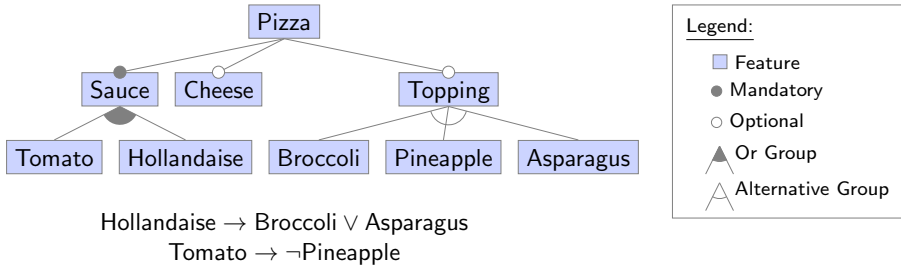 Pizza
Sauce Cheese Topping
Tomato Hollandaise Broccoli Pineapple Asparagus
Hollandaise → Broccoli ∨ Asparagus
Tomato → ¬Pineapple
Legend:
Feature
Mandatory
Optional
Or Group
Alternative Group